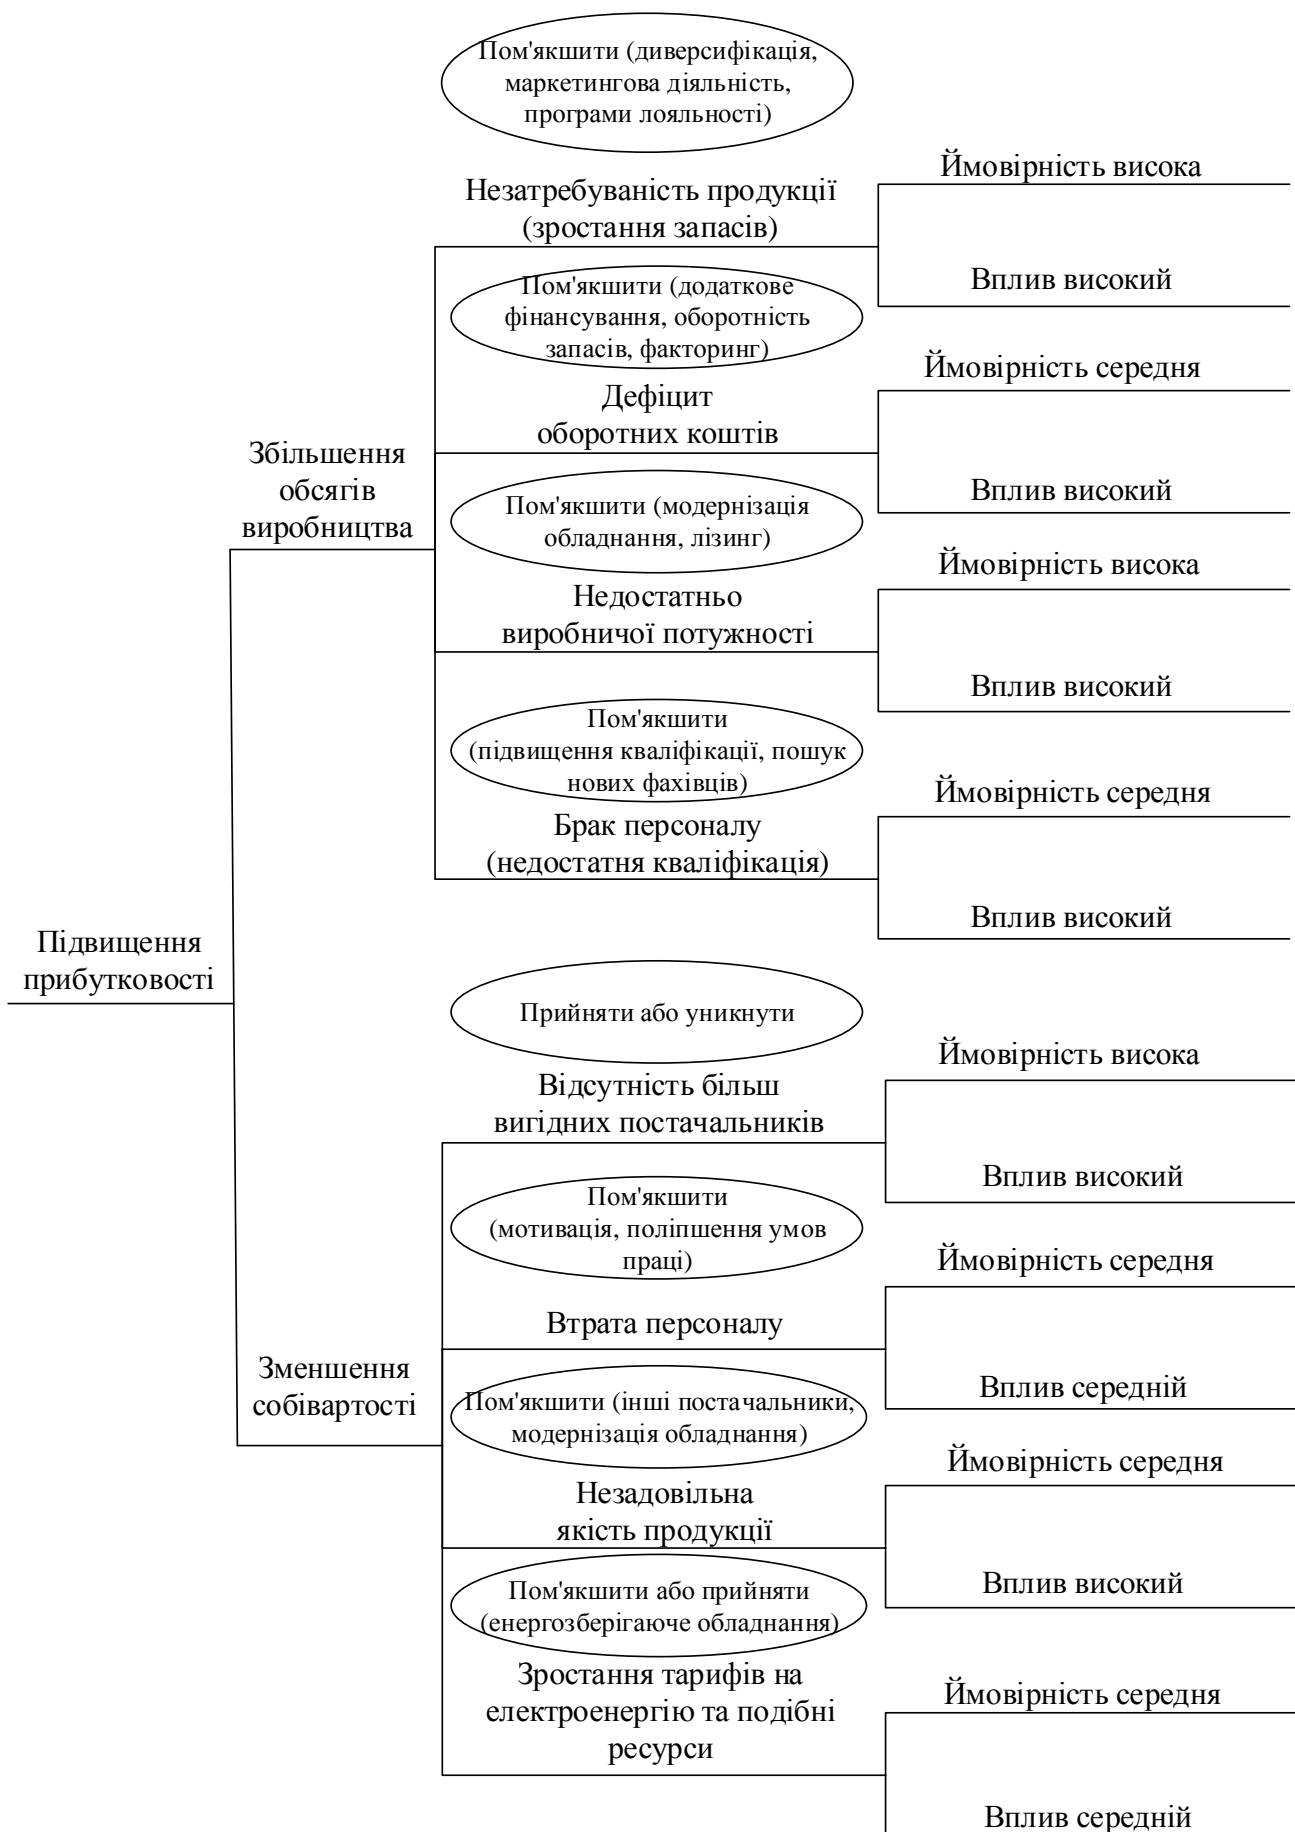 Пом'якшити (диверсифікація,
маркетингова діяльність,
програми лояльності)
Ймовірність висока
Незатребуваність продукції
(зростання запасів)
Вплив високий
Пом'якшити (додаткове
фінансування, оборотність
запасів, факторинг)
Ймовірність середня
Дефіцит
оборотних коштів
Вплив високий
Збільшення
обсягів
виробництва
Пом'якшити (модернізація
обладнання, лізинг)
Ймовірність висока
Недостатньо
виробничої потужності
Вплив високий
Пом'якшити
(підвищення кваліфікації, пошук
нових фахівців)
Ймовірність середня
Брак персоналу
(недостатня кваліфікація)
Вплив високий
Підвищення
прибутковості
Прийняти або уникнути
Ймовірність висока
Відсутність більш
вигідних постачальників
Вплив високий
Пом'якшити
(мотивація, поліпшення умов
праці)
Ймовірність середня
Втрата персоналу
Вплив середній
Зменшення
собівартості
Пом'якшити (інші постачальники,
модернізація обладнання)
Ймовірність середня
Незадовільна
якість продукції
Вплив високий
Пом'якшити або прийняти
(енергозберігаюче обладнання)
Зростання тарифів на
електроенергію та подібні
ресурси
Ймовірність середня
Вплив середній